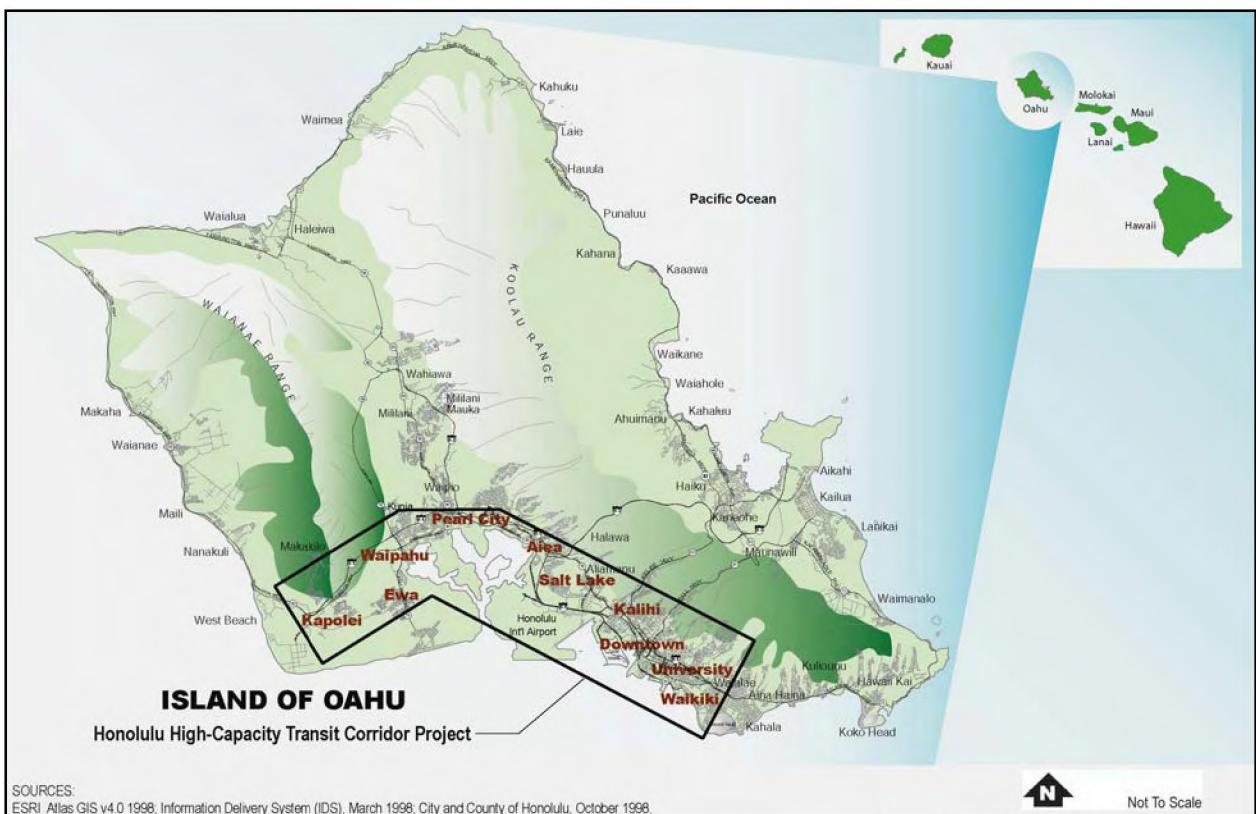 Kauai
Oahu
Molokai
Maui
Lanai
Hawaii
Pacific Ocean
Kahuku
Waimea
Laie
Hauula
Punaluu
Waialua
Haleiwa
Kahana
Kaaawa
KOOLAU RANGE
WAIANAE RANGE
Waikane
Wahiawa
Waiahole
Mililani
Mauka
Mililani
Makaha
Ahuimanu
Kahaluu
Waianae
Waipio
Haiku
Aikahi
Kailua
Kunia
Maili
Pearl City
Kaneohe
Lanikai
Halawa
Nanakuli
Makakilo
Waipahu
Aiea
Maunawili
Aliamanu
Salt Lake
Ewa
Kalihi
Waimanalo
West Beach
Kapolei
Honolulu
Int'l Airport
Downtown
University
Kuliouou
Waialae
Hawaii Kai
Waikiki
Aina Haina
ISLAND OF OAHU
Kahala
Koko Head
Honolulu High-Capacity Transit Corridor Project
SOURCES:
ESRI Atlas GIS v4.0 1998; Information Delivery System (IDS), March 1998; City and County of Honolulu, October 1998.
N
Not To Scale